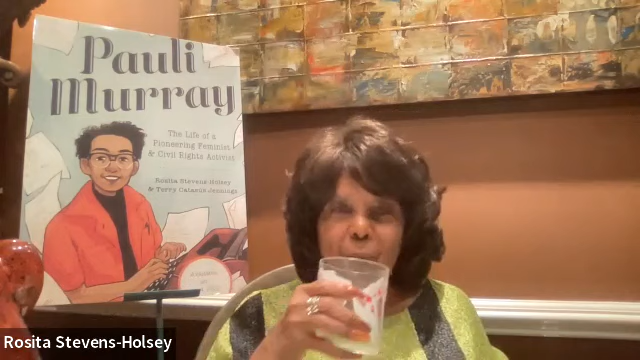 Pauli
Murray
The Life of a
Pioneering Feminist
& Civil Rights Activist
Rosita Stevens-Holsey
& Terry Catasús Jennings
Rosita Stevens-Holsey